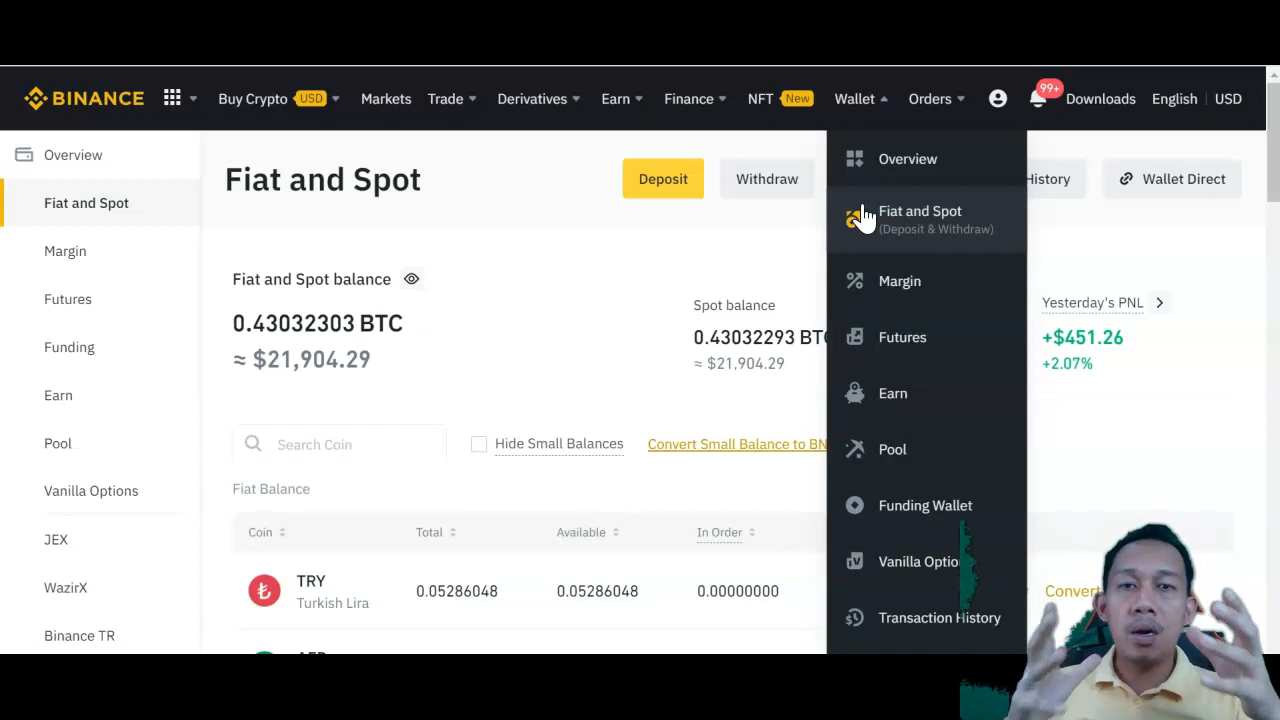 BINANCE Buy Crypto USD Markets Trade Derivatives Earn Finance NFT New Wallet Orders 99+ Downloads English USD
Overview
Fiat and Spot
Margin
Futures
Funding
Earn
Pool
Vanilla Options
JEX
WazirX
Binance TR
Fiat and Spot
Deposit Withdraw History Wallet Direct
Fiat and Spot balance
0.43032303 BTC
≈ $21,904.29
Spot balance
0.43032293 BTC
≈ $21,904.29
Yesterday's PNL
+$451.26
+2.07%
Search Coin Hide Small Balances Convert Small Balance to BN
Fiat Balance
Coin Total Available In Order
TRY 0.05286048 0.05286048 0.00000000 Convert
Turkish Lira
Overview
Fiat and Spot
(Deposit & Withdraw)
Margin
Futures
Earn
Pool
Funding Wallet
Vanilla Optio
Transaction History